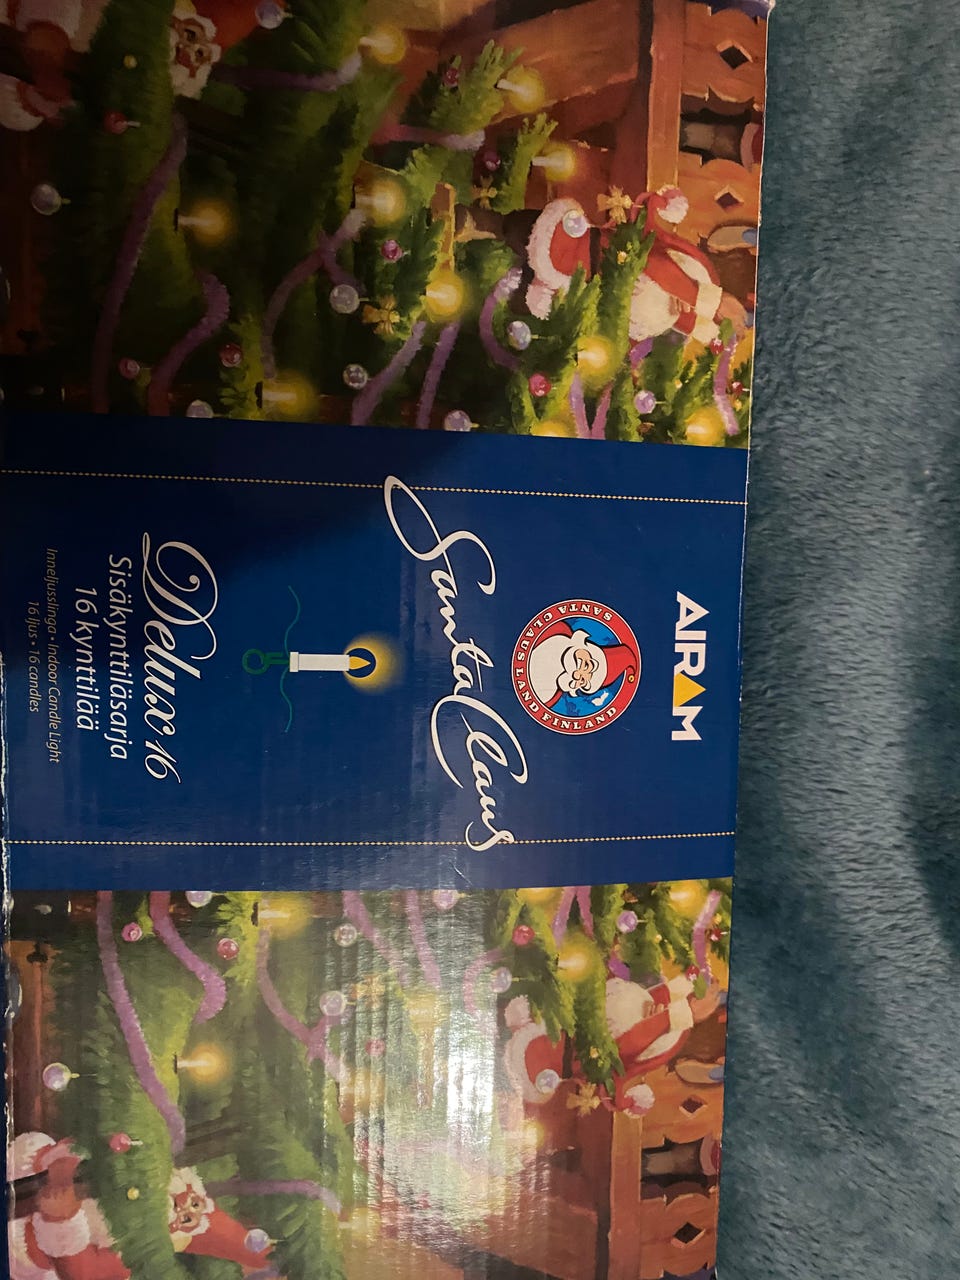 AIRAM
SANTA CLAUS LAND FINLAND
Santa Claus
Delux 16
Sisäkynttiläsarja
16 kynttilää
Inneljusslinga • Indoor Candle Light
16 ljus • 16 candles